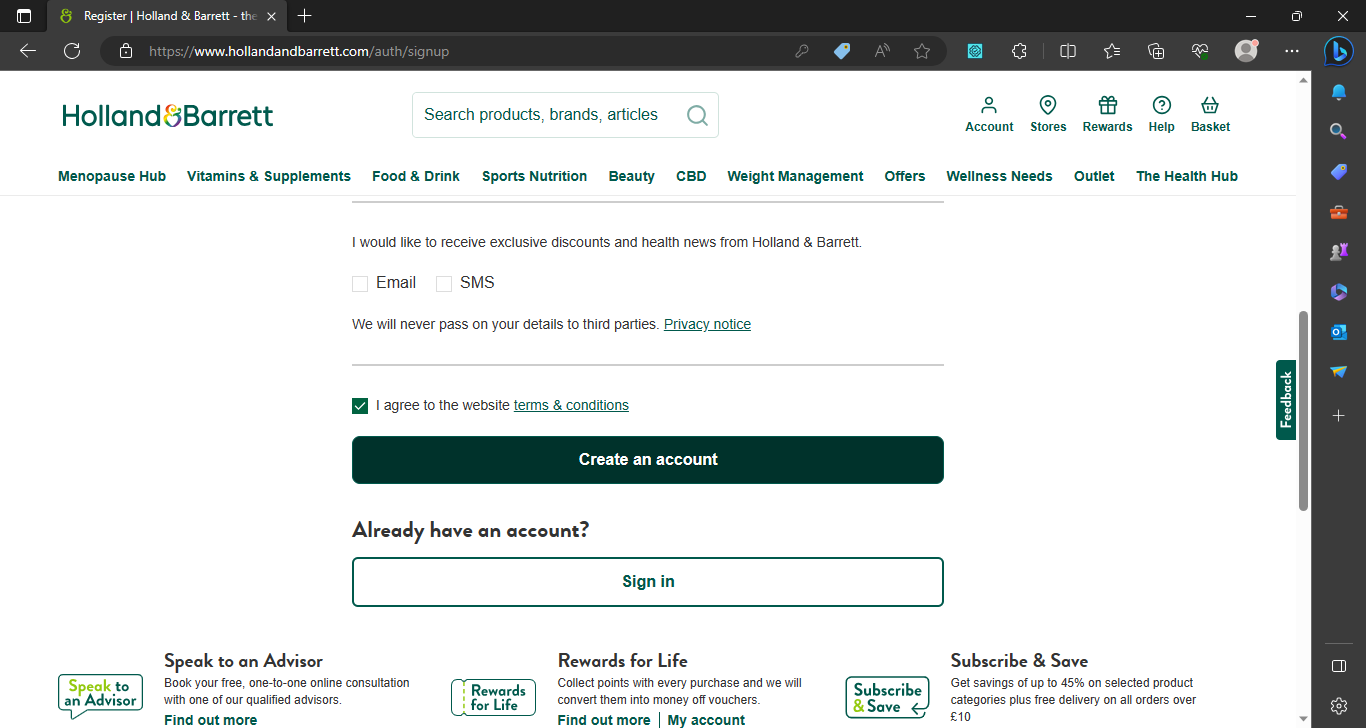 Register | Holland & Barrett - the
https://www.hollandandbarrett.com/auth/signup
Holland&Barrett
Search products, brands, articles
Account
Stores
Rewards
Help
Basket
Menopause Hub
Vitamins & Supplements
Food & Drink
Sports Nutrition
Beauty
CBD
Weight Management
Offers
Wellness Needs
Outlet
The Health Hub
I would like to receive exclusive discounts and health news from Holland & Barrett.
Email
SMS
We will never pass on your details to third parties. Privacy notice
I agree to the website terms & conditions
Create an account
Feedback
Already have an account?
Sign in
Speak to
an Advisor
Speak to an Advisor
Book your free, one-to-one online consultation
with one of our qualified advisors.
Find out more
Rewards
for Life
Rewards for Life
Collect points with every purchase and we will
convert them into money off vouchers.
Find out more | My account
Subscribe
& Save
Subscribe & Save
Get savings of up to 45% on selected product
categories plus free delivery on all orders over
£10